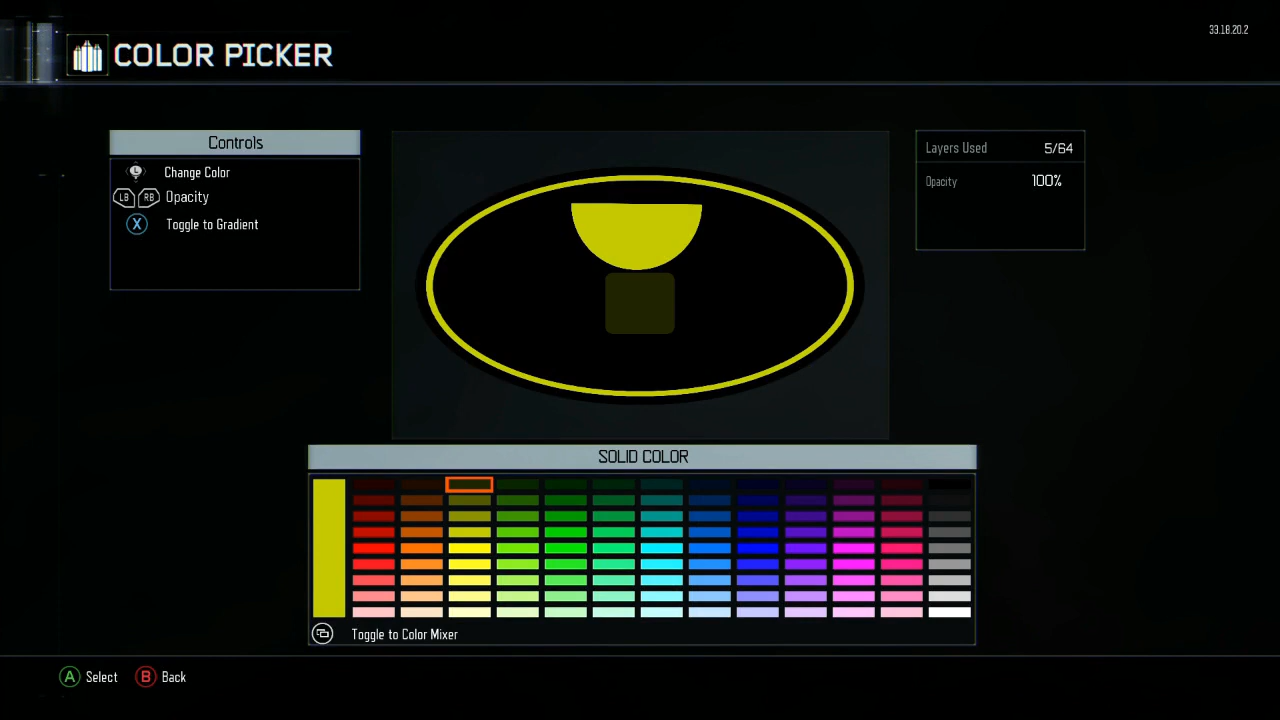 33.18.20.2
COLOR PICKER
Controls
L Change Color
LB RB Opacity
X Toggle to Gradient
Layers Used 5/64
Opacity 100%
SOLID COLOR
Toggle to Color Mixer
A Select B Back